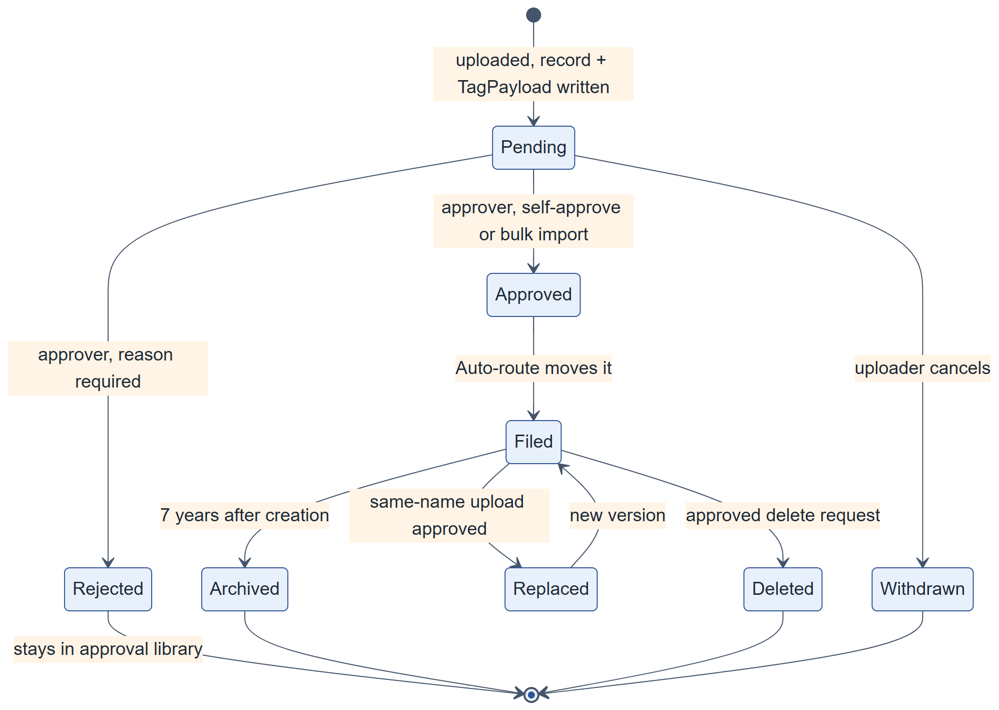 uploaded, record +
TagPayload written
Pending
approver, self-approve
or bulk import
Approved
approver, reason
required
Auto-route moves it
uploader cancels
Filed
7 years after creation
same-name upload
approved
new version
approved delete request
Rejected
Archived
Replaced
Deleted
Withdrawn
stays in approval library